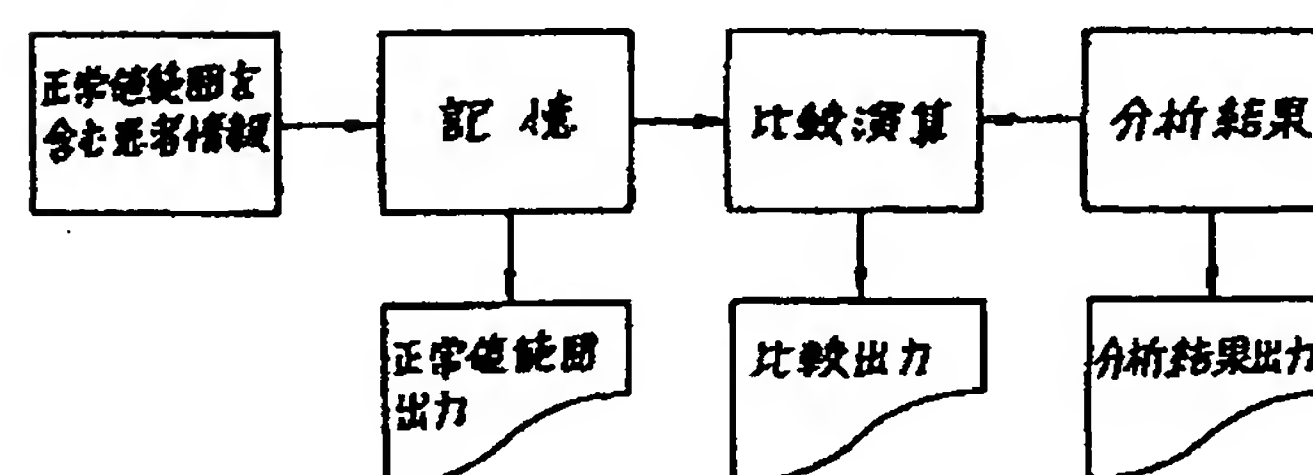 正常値範囲を
含む患者情報
記憶
比較演算
分析結果
正常値範囲
出力
比較出力
分析結果出力